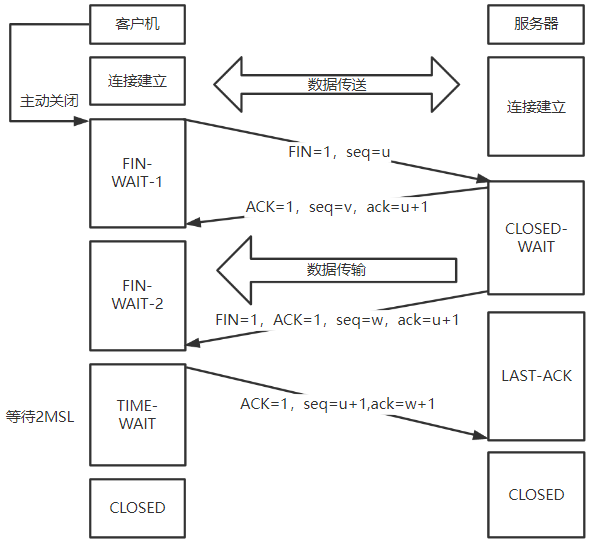 客户机
服务器
连接建立
数据传送
主动关闭
连接建立
FIN=1，seq=u
FIN-
WAIT-1
ACK=1，seq=v，ack=u+1
CLOSED-
WAIT
数据传输
FIN-
WAIT-2
FIN=1，ACK=1，seq=w，ack=u+1
LAST-ACK
ACK=1，seq=u+1,ack=w+1
TIME-
WAIT
等待2MSL
CLOSED
CLOSED